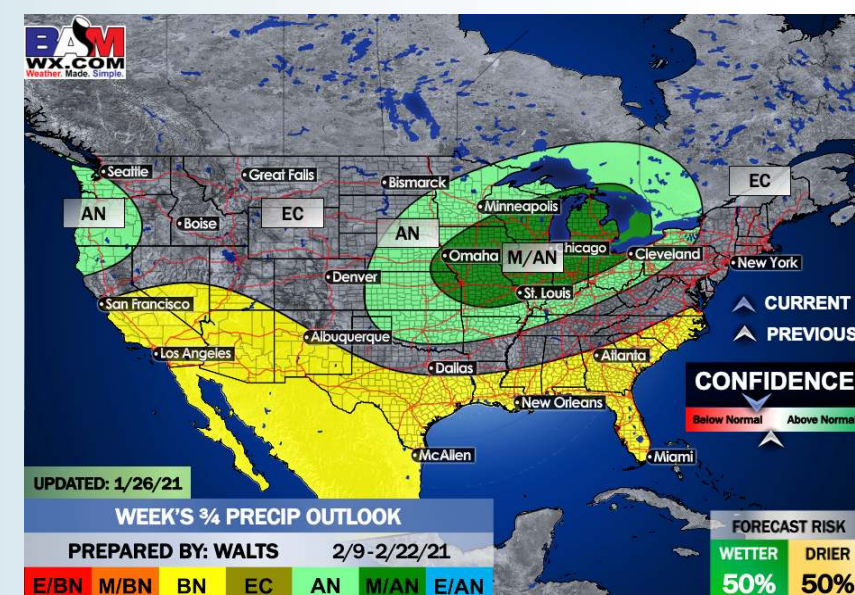 BAM
WX.COM
Weather. Made. Simple.
Seattle
Great Falls
Bismarck
EC
AN
Boise
EC
Minneapolis
AN
Omaha
M/AN
Chicago
Cleveland
New York
Denver
St. Louis
San Francisco
CURRENT
Albuquerque
PREVIOUS
Los Angeles
Dallas
Atlanta
CONFIDENCE
New Orleans
Below Normal Above Norma
McAllen
Miami
UPDATED: 1/26/21
WEEK'S ¾ PRECIP OUTLOOK
PREPARED BY: WALTS 2/9-2/22/21
E/BN M/BN BN EC AN M/AN E/AN
FORECAST RISK
WETTER DRIER
50% 50%